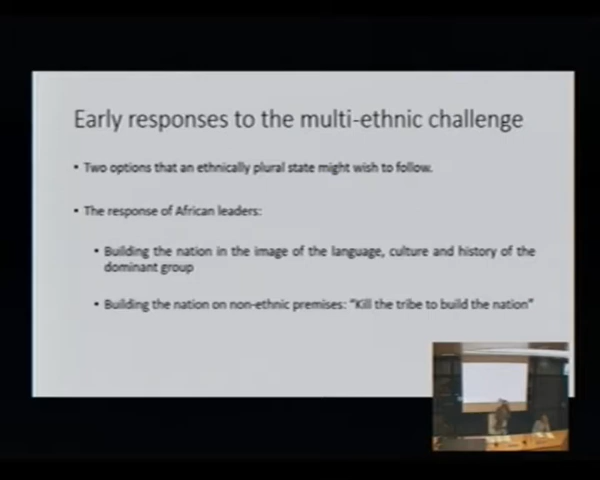 Early responses to the multi-ethnic challenge
• Two options that an ethnically plural state might wish to follow.
• The response of African leaders:
• Building the nation in the image of the language, culture and history of the
dominant group
• Building the nation on non-ethnic premises: "Kill the tribe to build the nation"